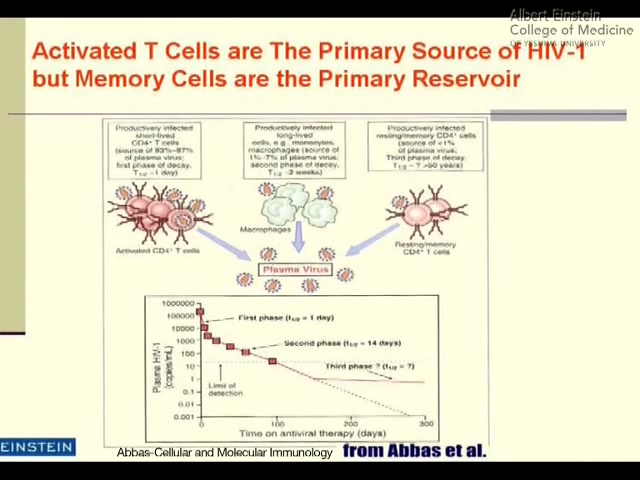 Albert Einstein
College of Medicine
OF YESHIVA UNIVERSITY
Activated T Cells are The Primary Source of HIV-1
but Memory Cells are the Primary Reservoir
Productively infected
short-lived
CD4+ T cells
(source of 93%-97%
of plasma virus;
first phase of decay,
T1/2 ~1 day)
Productively infected
long-lived
cells, e.g., monocytes,
macrophages (source of
1%-7% of plasma virus;
second phase of decay,
T1/2 ~2 weeks)
Productively infected
resting/memory CD4+ cells
(source of <1%
of plasma virus;
Third phase of decay,
T1/2 ~ ? >50 years)
Activated CD4+ T cells
Macrophages
Resting/memory
CD4+ T cells
Plasma Virus
Plasma HIV-1
(copies/mL)
1000000
100000
10000
1000
100
10
1
0.1
0.01
0.001
First phase (t1/2 = 1 day)
Second phase (t1/2 = 14 days)
Third phase ? (t1/2 = ?)
Limit of
detection
0
100
200
300
Time on antiviral therapy (days)
EINSTEIN
Abbas-Cellular and Molecular Immunology
from Abbas et al.